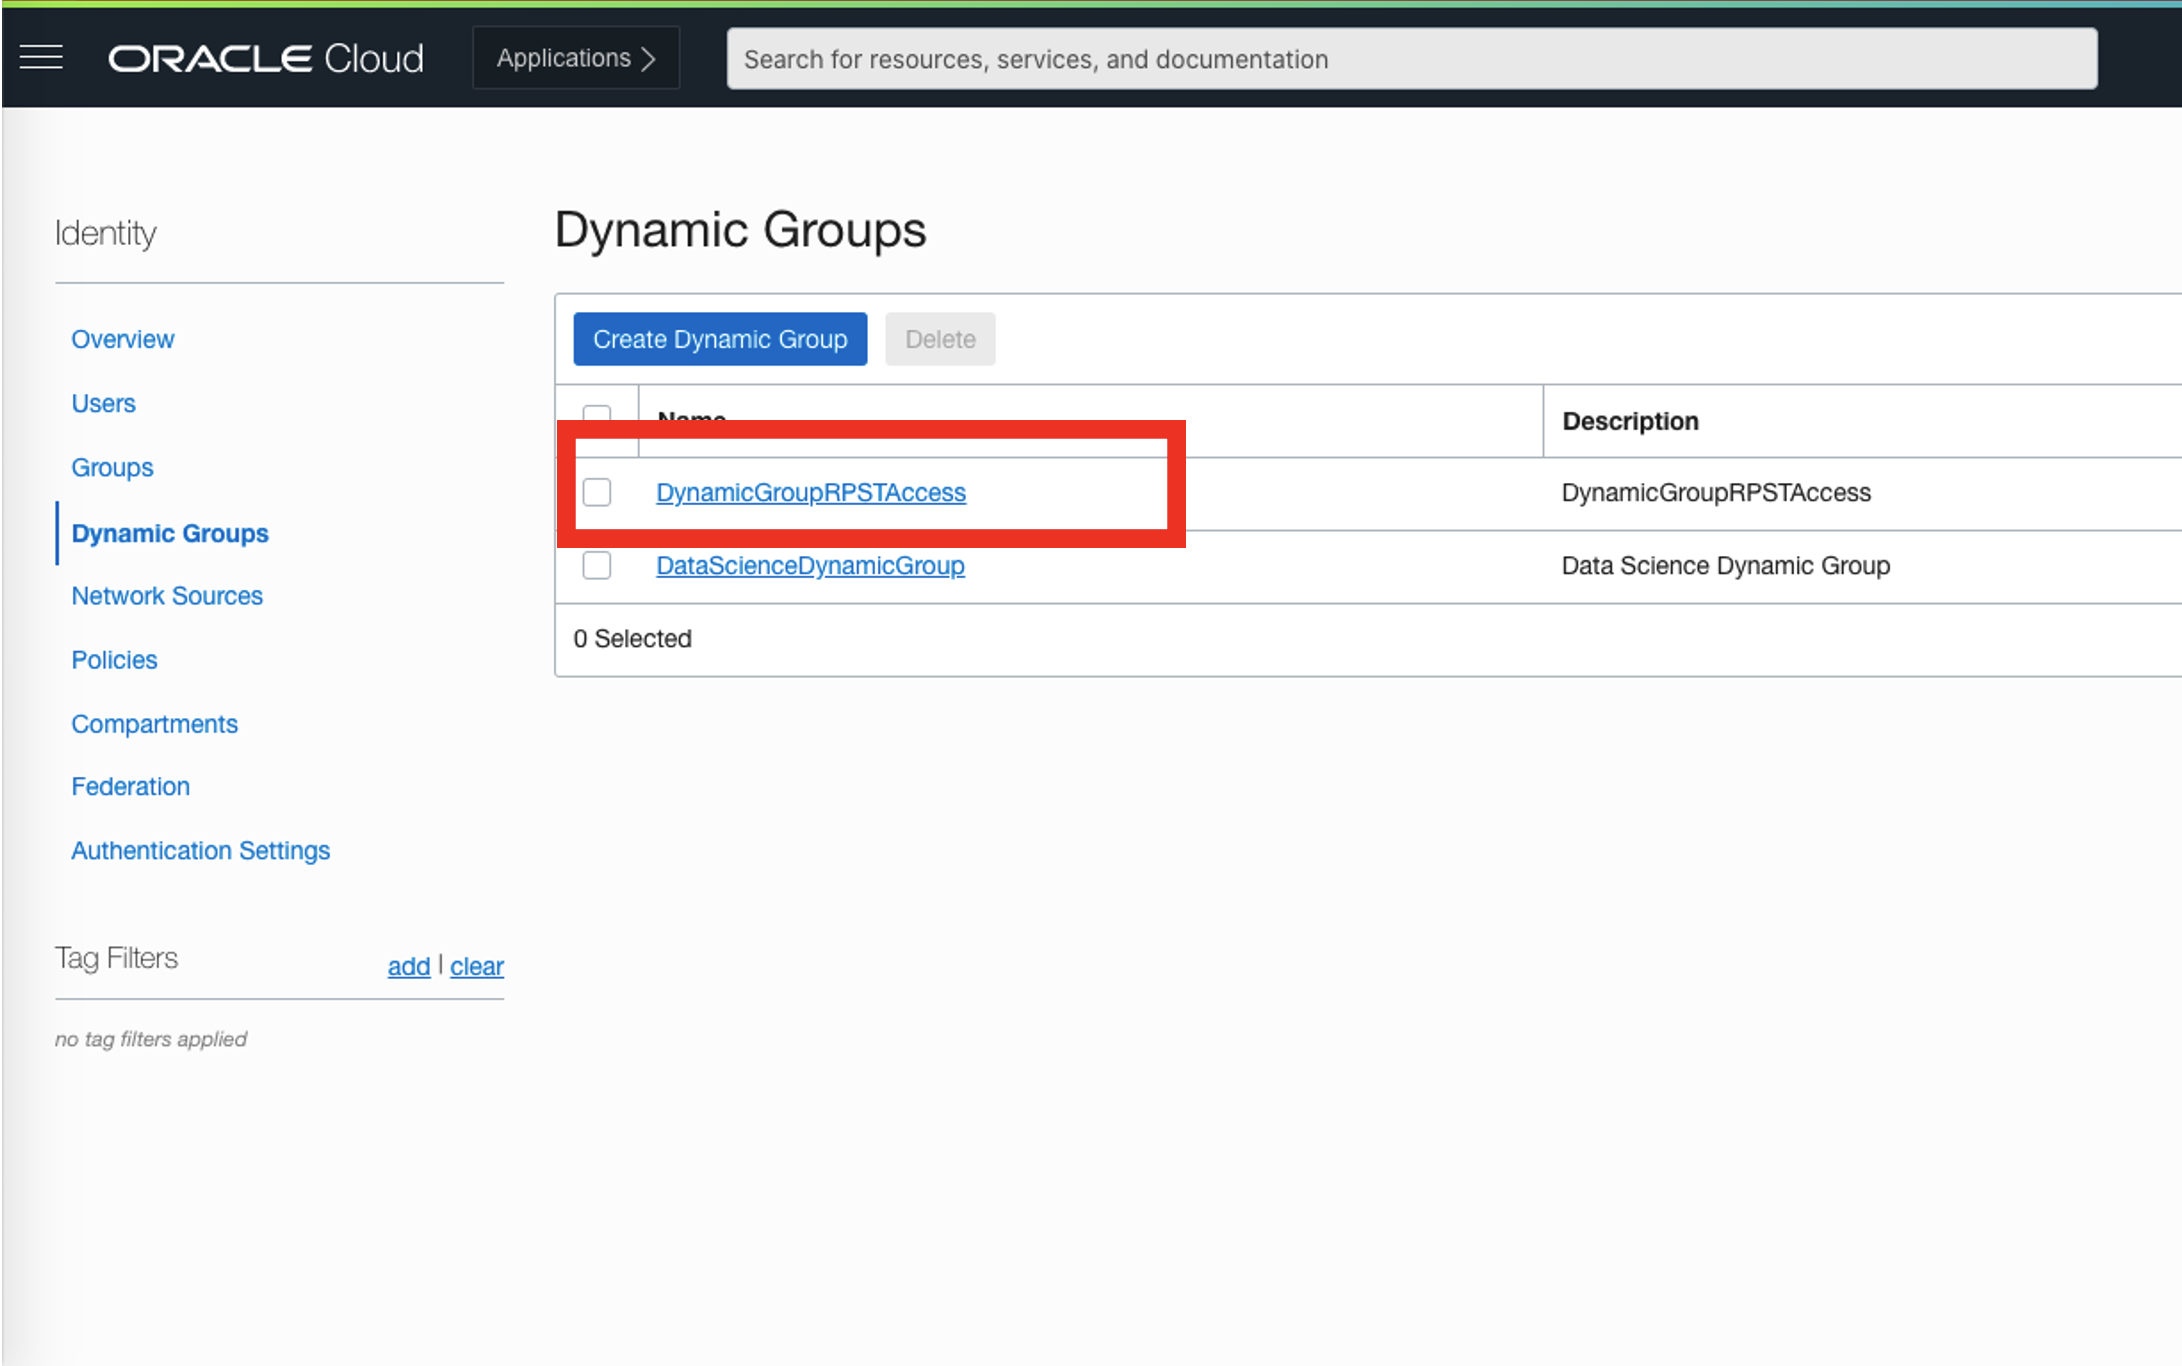 ORACLE Cloud
Applications
Search for resources, services, and documentation
Identity
Overview
Users
Groups
Dynamic Groups
Network Sources
Policies
Compartments
Federation
Authentication Settings
Tag Filters
add | clear
no tag filters applied
Dynamic Groups
Create Dynamic Group Delete
Name Description
DynamicGroupRPSTAccess DynamicGroupRPSTAccess
DataScienceDynamicGroup Data Science Dynamic Group
0 Selected